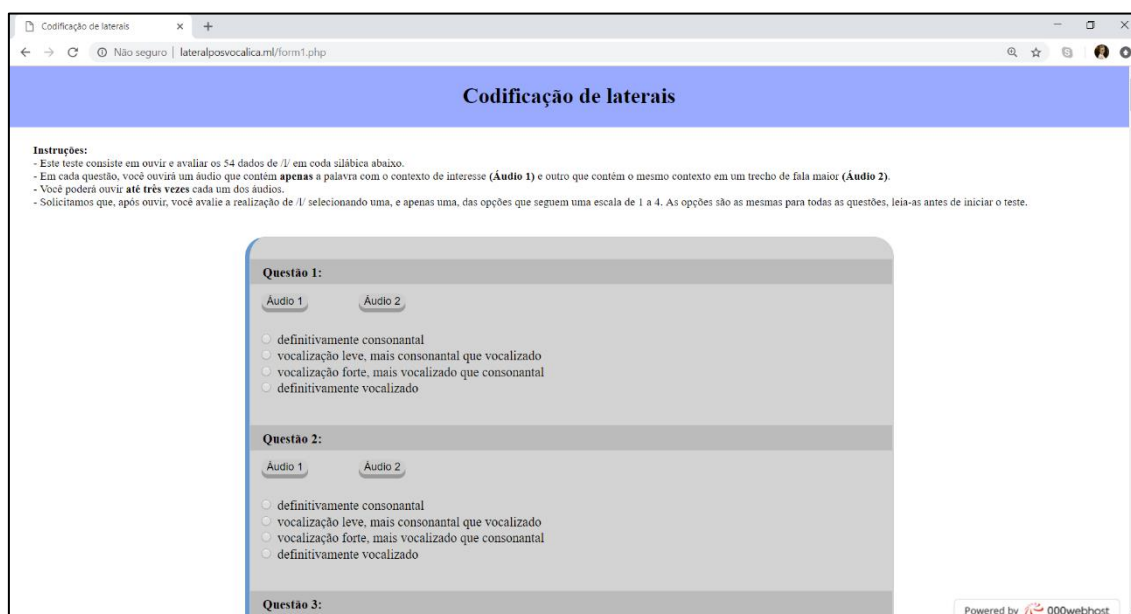 Codificação de laterais
Não seguro | lateralposvocalica.ml/form1.php
Codificação de laterais
Instruções:
- Este teste consiste em ouvir e avaliar os 54 dados de /l/ em coda silábica abaixo.
- Em cada questão, você ouvirá um áudio que contém apenas a palavra com o contexto de interesse (Áudio 1) e outro que contém o mesmo contexto em um trecho de fala maior (Áudio 2).
- Você poderá ouvir até três vezes cada um dos áudios.
- Solicitamos que, após ouvir, você avalie a realização de /l/ selecionando uma, e apenas uma, das opções que seguem uma escala de 1 a 4. As opções são as mesmas para todas as questões, leia-as antes de iniciar o teste.
Questão 1:
Áudio 1 Áudio 2
definitivamente consonantal
vocalização leve, mais consonantal que vocalizado
vocalização forte, mais vocalizado que consonantal
definitivamente vocalizado
Questão 2:
Áudio 1 Áudio 2
definitivamente consonantal
vocalização leve, mais consonantal que vocalizado
vocalização forte, mais vocalizado que consonantal
definitivamente vocalizado
Questão 3:
Powered by 000webhost